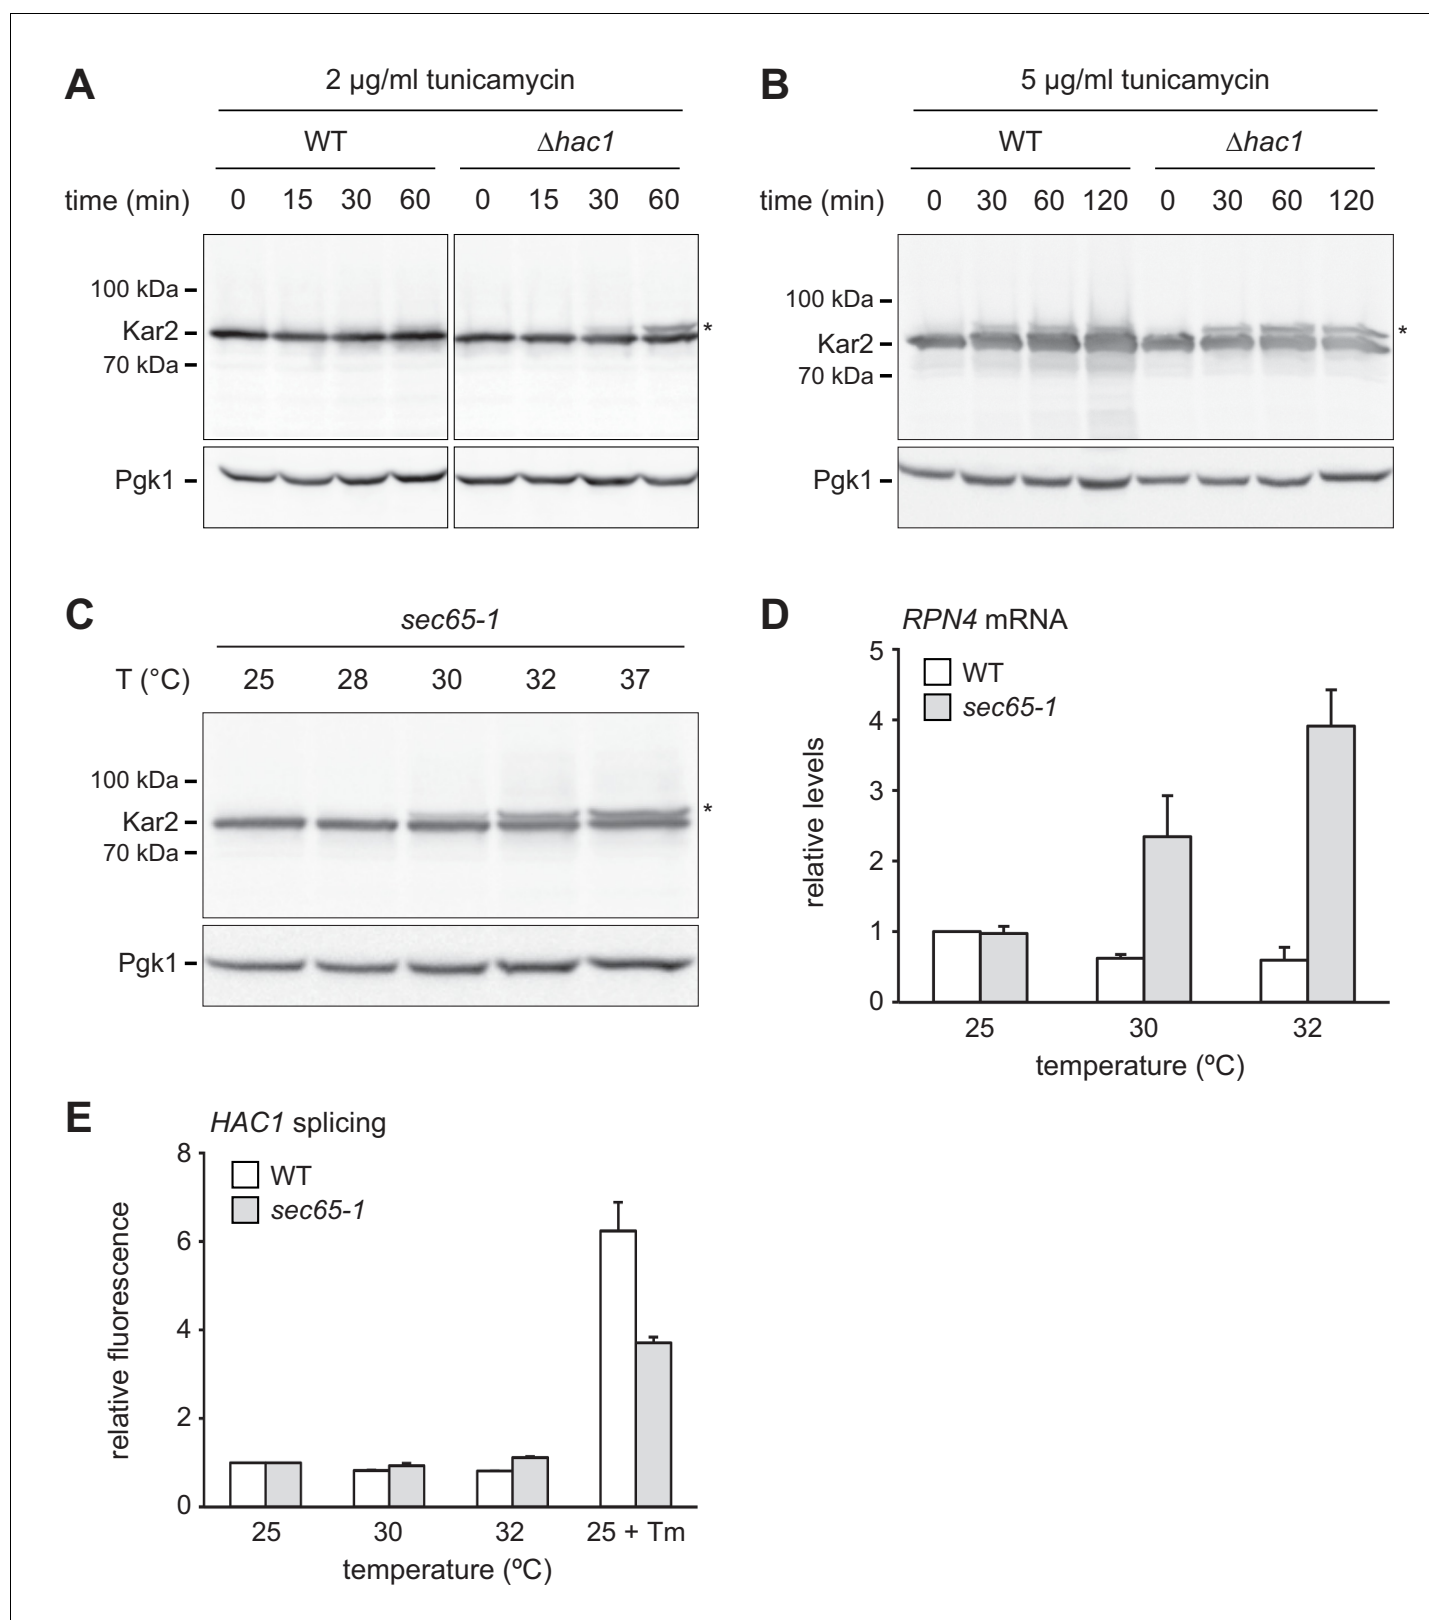 A
2 µg/ml tunicamycin
WT Δhac1
time (min) 0 15 30 60 0 15 30 60
100 kDa
Kar2 *
70 kDa
Pgk1
B
5 µg/ml tunicamycin
WT Δhac1
time (min) 0 30 60 120 0 30 60 120
100 kDa
Kar2 *
70 kDa
Pgk1
C
sec65-1
T (°C) 25 28 30 32 37
100 kDa
Kar2 *
70 kDa
Pgk1
D
RPN4 mRNA
WT
sec65-1
relative levels
5
4
3
2
1
0
25 30 32
temperature (ºC)
E
HAC1 splicing
WT
sec65-1
relative fluorescence
8
6
4
2
0
25 30 32 25 + Tm
temperature (ºC)